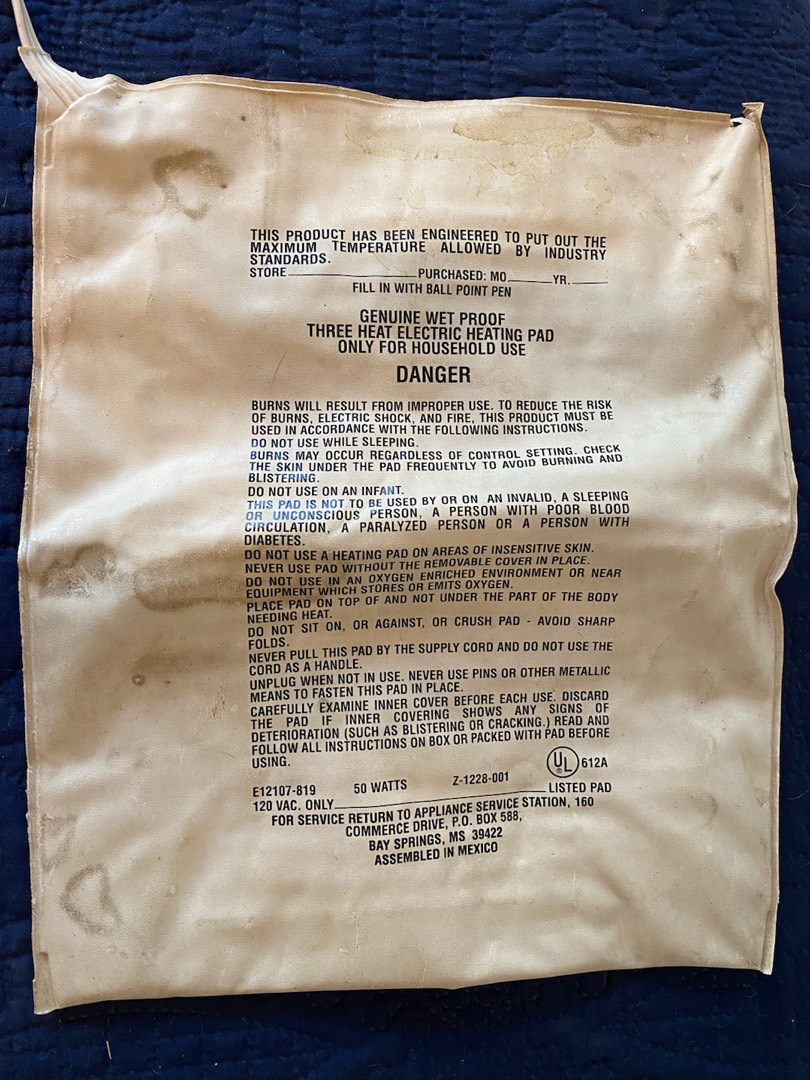 THIS PRODUCT HAS BEEN ENGINEERED TO PUT OUT THE
MAXIMUM TEMPERATURE ALLOWED BY INDUSTRY
STANDARDS.
STORE____________PURCHASED: MO.____YR.____
FILL IN WITH BALL POINT PEN
GENUINE WET PROOF
THREE HEAT ELECTRIC HEATING PAD
ONLY FOR HOUSEHOLD USE
DANGER
BURNS WILL RESULT FROM IMPROPER USE. TO REDUCE THE RISK
OF BURNS, ELECTRIC SHOCK, AND FIRE, THIS PRODUCT MUST BE
USED IN ACCORDANCE WITH THE FOLLOWING INSTRUCTIONS.
DO NOT USE WHILE SLEEPING.
BURNS MAY OCCUR REGARDLESS OF CONTROL SETTING. CHECK
THE SKIN UNDER THE PAD FREQUENTLY TO AVOID BURNING AND
BLISTERING.
DO NOT USE ON AN INFANT.
THIS PAD IS NOT TO BE USED BY OR ON AN INVALID, A SLEEPING
OR UNCONSCIOUS PERSON, A PERSON WITH POOR BLOOD
CIRCULATION, A PARALYZED PERSON OR A PERSON WITH
DIABETES.
DO NOT USE A HEATING PAD ON AREAS OF INSENSITIVE SKIN.
NEVER USE PAD WITHOUT THE REMOVABLE COVER IN PLACE.
DO NOT USE IN AN OXYGEN ENRICHED ENVIRONMENT OR NEAR
EQUIPMENT WHICH STORES OR EMITS OXYGEN.
PLACE PAD ON TOP OF AND NOT UNDER THE PART OF THE BODY
NEEDING HEAT.
DO NOT SIT ON, OR AGAINST, OR CRUSH PAD - AVOID SHARP
FOLDS.
NEVER PULL THIS PAD BY THE SUPPLY CORD AND DO NOT USE THE
CORD AS A HANDLE.
UNPLUG WHEN NOT IN USE. NEVER USE PINS OR OTHER METALLIC
MEANS TO FASTEN THIS PAD IN PLACE.
CAREFULLY EXAMINE INNER COVER BEFORE EACH USE. DISCARD
THE PAD IF INNER COVERING SHOWS ANY SIGNS OF
DETERIORATION (SUCH AS BLISTERING OR CRACKING.) READ AND
FOLLOW ALL INSTRUCTIONS ON BOX OR PACKED WITH PAD BEFORE
USING.
UL ® 612A
E12107-819 50 WATTS Z-1228-001
120 VAC. ONLY____________ LISTED PAD
FOR SERVICE RETURN TO APPLIANCE SERVICE STATION, 160
COMMERCE DRIVE, P.O. BOX 588,
BAY SPRINGS, MS 39422
ASSEMBLED IN MEXICO